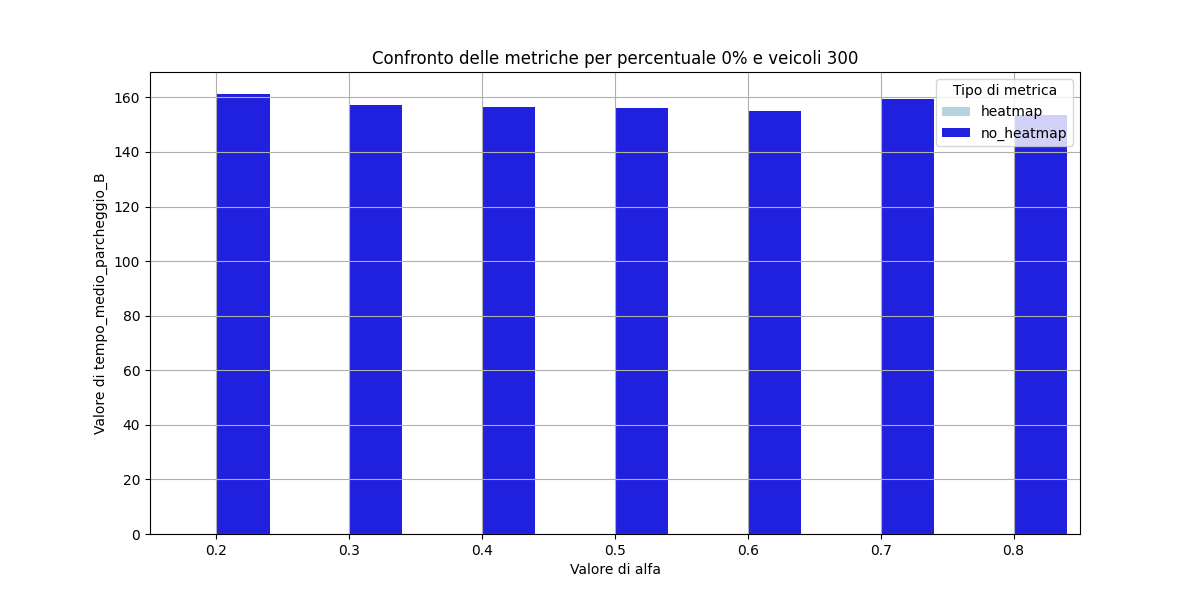 Confronto delle metriche per percentuale 0% e veicoli 300
Valore di tempo_medio_parcheggio_B
160
140
120
100
80
60
40
20
0
Tipo di metrica
heatmap
no_heatmap
0.2 0.3 0.4 0.5 0.6 0.7 0.8
Valore di alfa